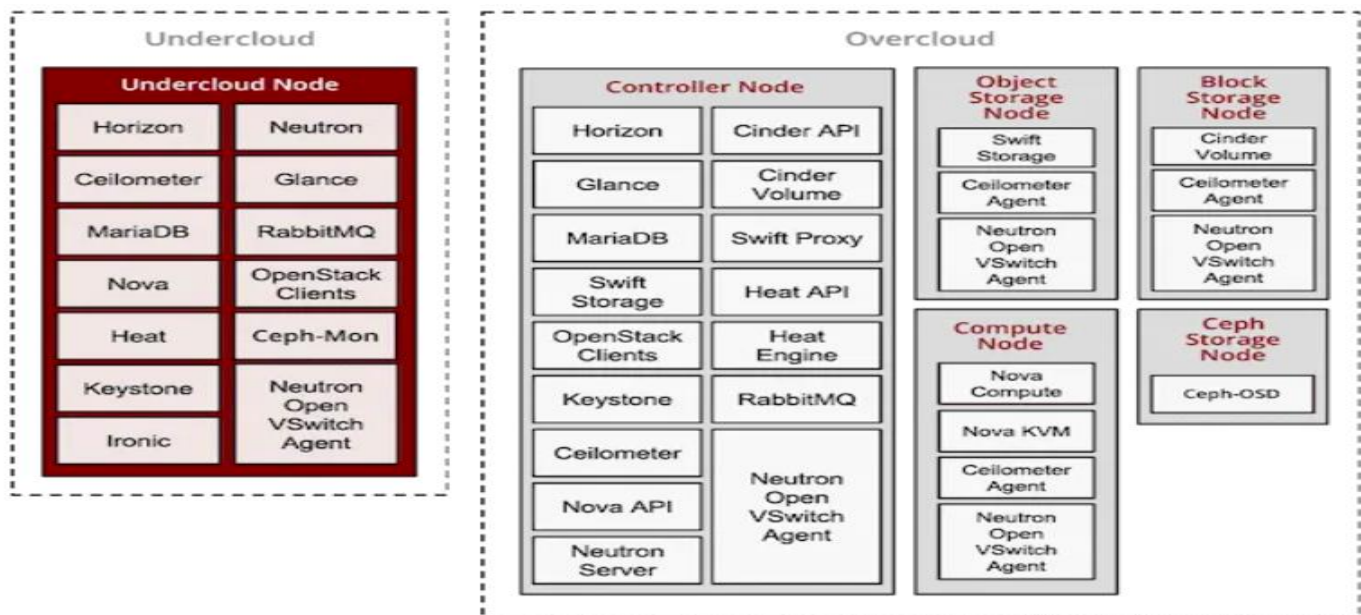 Undercloud
Undercloud Node
Horizon
Neutron
Ceilometer
Glance
MariaDB
RabbitMQ
Nova
OpenStack
Clients
Heat
Ceph-Mon
Keystone
Neutron
Open
VSwitch
Agent
Ironic
Overcloud
Controller Node
Horizon
Cinder API
Glance
Cinder
Volume
MariaDB
Swift Proxy
Swift
Storage
Heat API
OpenStack
Clients
Heat
Engine
Keystone
RabbitMQ
Ceilometer
Neutron
Open
VSwitch
Agent
Nova API
Neutron
Server
Object
Storage
Node
Swift
Storage
Ceilometer
Agent
Neutron
Open
VSwitch
Agent
Block
Storage
Node
Cinder
Volume
Ceilometer
Agent
Neutron
Open
VSwitch
Agent
Compute
Node
Nova
Compute
Nova KVM
Ceilometer
Agent
Neutron
Open
VSwitch
Agent
Ceph
Storage
Node
Ceph-OSD